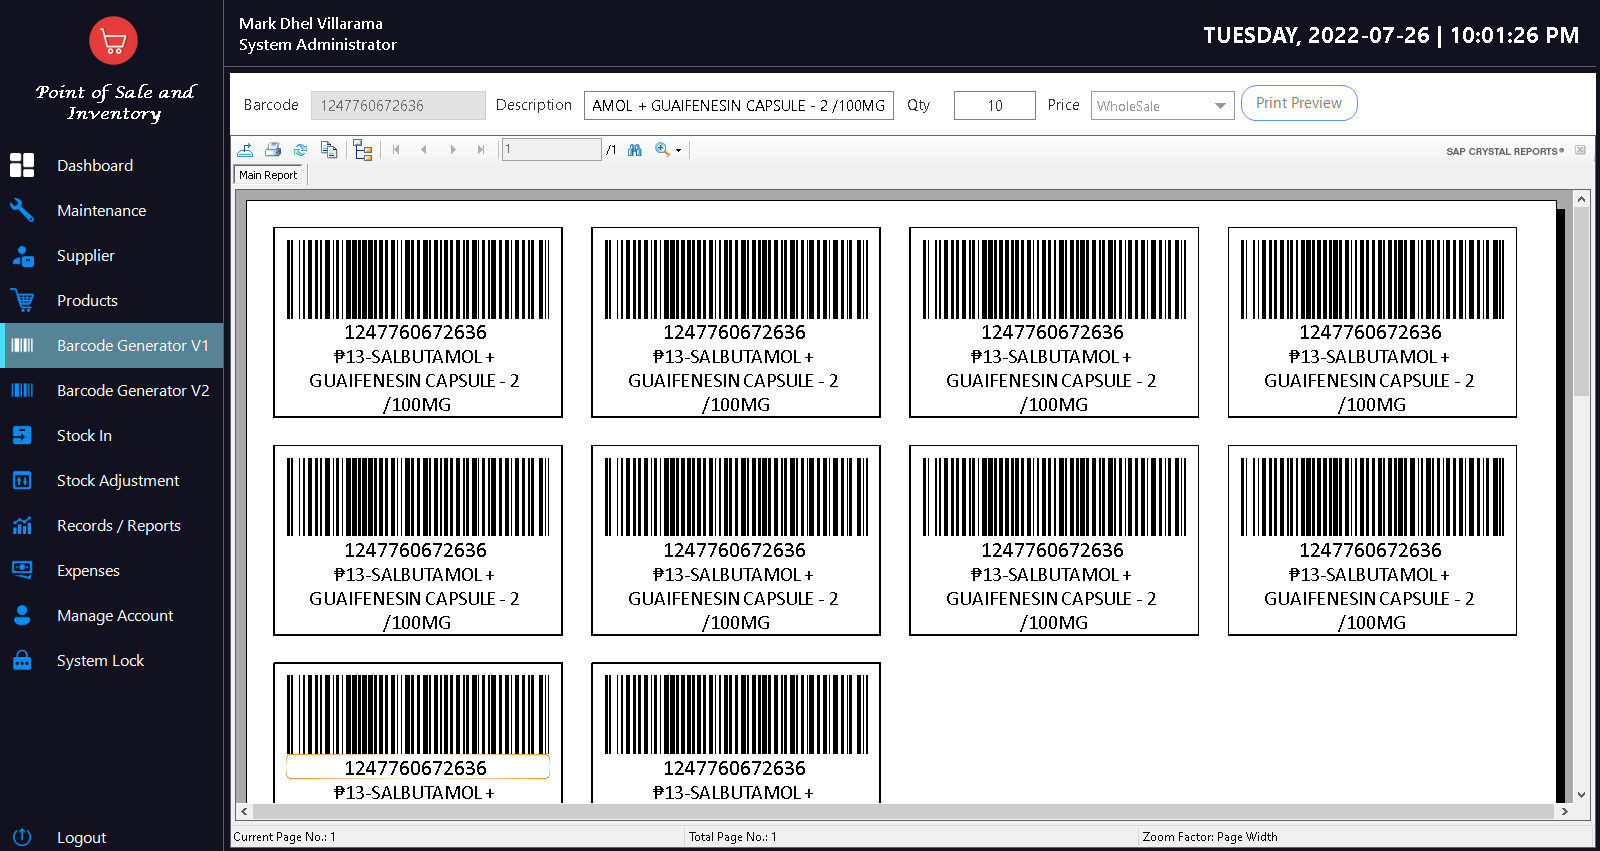 Mark Dhel Villarama
System Administrator
TUESDAY, 2022-07-26 | 10:01:26 PM
Point of Sale and
Inventory
Dashboard
Maintenance
Supplier
Products
Barcode Generator V1
Barcode Generator V2
Stock In
Stock Adjustment
Records / Reports
Expenses
Manage Account
System Lock
Logout
Barcode 1247760672636 Description AMOL + GUAIFENESIN CAPSULE - 2 /100MG Qty 10 Price WholeSale Print Preview
1 /1 SAP CRYSTAL REPORTS®
Main Report
1247760672636 1247760672636 1247760672636 1247760672636
₱13-SALBUTAMOL + ₱13-SALBUTAMOL + ₱13-SALBUTAMOL + ₱13-SALBUTAMOL +
GUAIFENESIN CAPSULE - 2 GUAIFENESIN CAPSULE - 2 GUAIFENESIN CAPSULE - 2 GUAIFENESIN CAPSULE - 2
/100MG /100MG /100MG /100MG
1247760672636 1247760672636 1247760672636 1247760672636
₱13-SALBUTAMOL + ₱13-SALBUTAMOL + ₱13-SALBUTAMOL + ₱13-SALBUTAMOL +
GUAIFENESIN CAPSULE - 2 GUAIFENESIN CAPSULE - 2 GUAIFENESIN CAPSULE - 2 GUAIFENESIN CAPSULE - 2
/100MG /100MG /100MG /100MG
1247760672636 1247760672636
₱13-SALBUTAMOL + ₱13-SALBUTAMOL +
Current Page No.: 1 Total Page No.: 1 Zoom Factor: Page Width